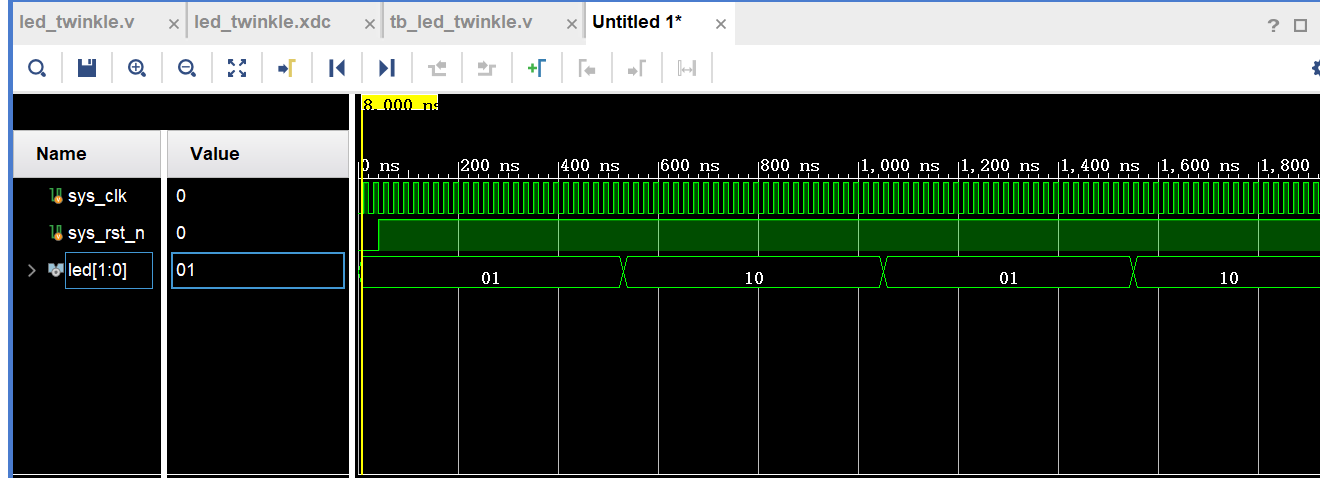 led_twinkle.v × led_twinkle.xdc × tb_led_twinkle.v × Untitled 1* × ?
8.000 ns
Name Value
0 ns 200 ns 400 ns 600 ns 800 ns 1,000 ns 1,200 ns 1,400 ns 1,600 ns 1,800
sys_clk 0
sys_rst_n 0
led[1:0] 01 01 10 01 10